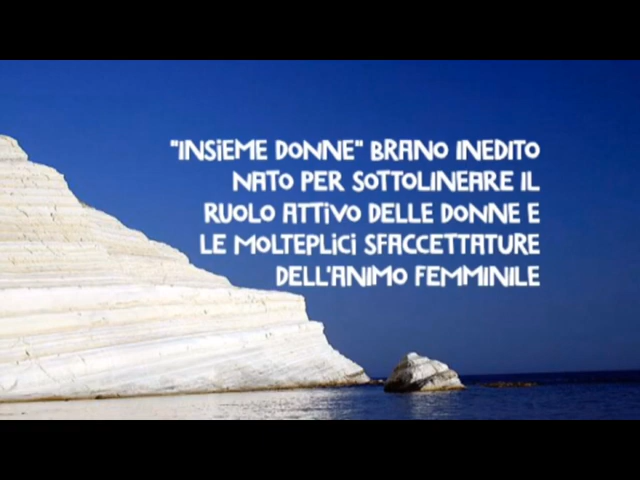 "INSIEME DONNE" BRANO INEDITO
NATO PER SOTTOLINEARE IL
RUOLO ATTIVO DELLE DONNE E
LE MOLTEPLICI SFACCETTATURE
DELL'ANIMO FEMMINILE